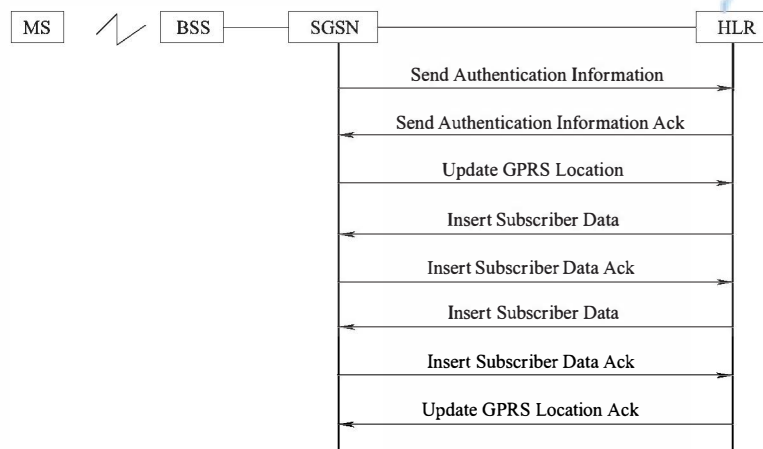 MS BSS SGSN HLR
Send Authentication Information
Send Authentication Information Ack
Update GPRS Location
Insert Subscriber Data
Insert Subscriber Data Ack
Insert Subscriber Data
Insert Subscriber Data Ack
Update GPRS Location Ack